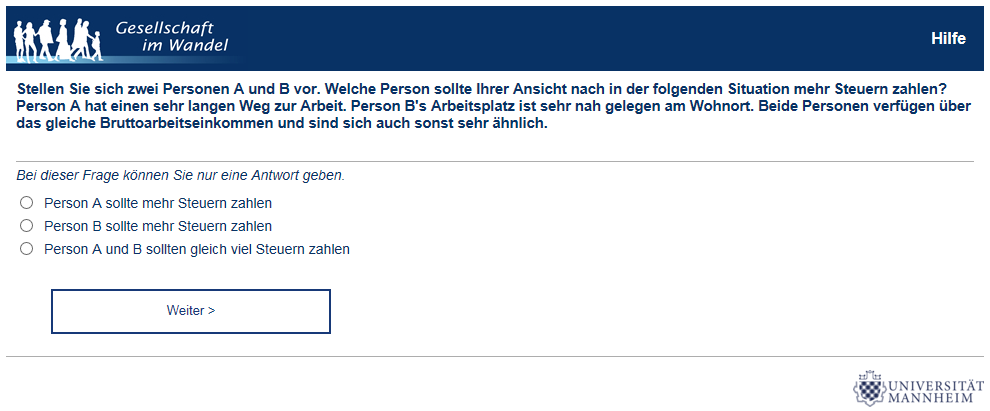 Gesellschaft
im Wandel
Hilfe
Stellen Sie sich zwei Personen A und B vor. Welche Person sollte Ihrer Ansicht nach in der folgenden Situation mehr Steuern zahlen?
Person A hat einen sehr langen Weg zur Arbeit. Person B's Arbeitsplatz ist sehr nah gelegen am Wohnort. Beide Personen verfügen über
das gleiche Bruttoarbeitseinkommen und sind sich auch sonst sehr ähnlich.
Bei dieser Frage können Sie nur eine Antwort geben.
Person A sollte mehr Steuern zahlen
Person B sollte mehr Steuern zahlen
Person A und B sollten gleich viel Steuern zahlen
Weiter >
UNIVERSITÄT
MANNHEIM